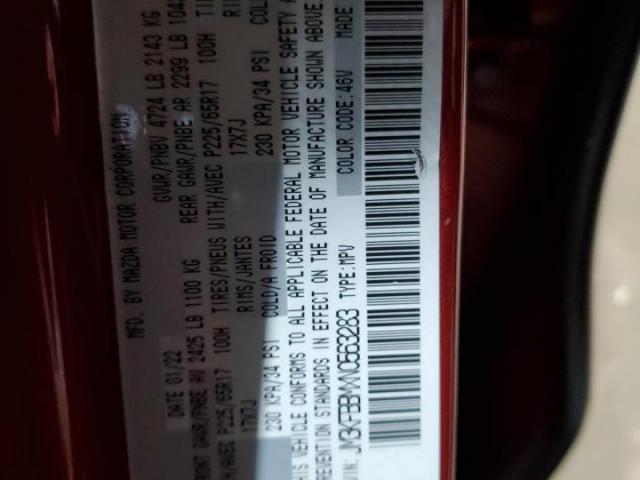 MFD. BY MAZDA MOTOR CORPORATION
DATE 01/22 GVWR/PNBV 4724 LB 2143 KG
FRONT GAWR/PNBE AV 2425 LB 1100 KG REAR GAWR/PNBE AR 2299 LB
WITH/AVEC P225/65R17 100H TIRES/PNEUS WITH/AVEC P225/65R17 100H
17X7J RIMS/JANTES 17X7J
230 KPA/34 PSI COLD/A FROID 230 KPA/34 PSI
THIS VEHICLE CONFORMS TO ALL APPLICABLE FEDERAL MOTOR VEHICLE SAFETY
PREVENTION STANDARDS IN EFFECT ON THE DATE OF MANUFACTURE SHOWN ABOVE.
VIN: TYPE:MPV COLOR CODE:46V